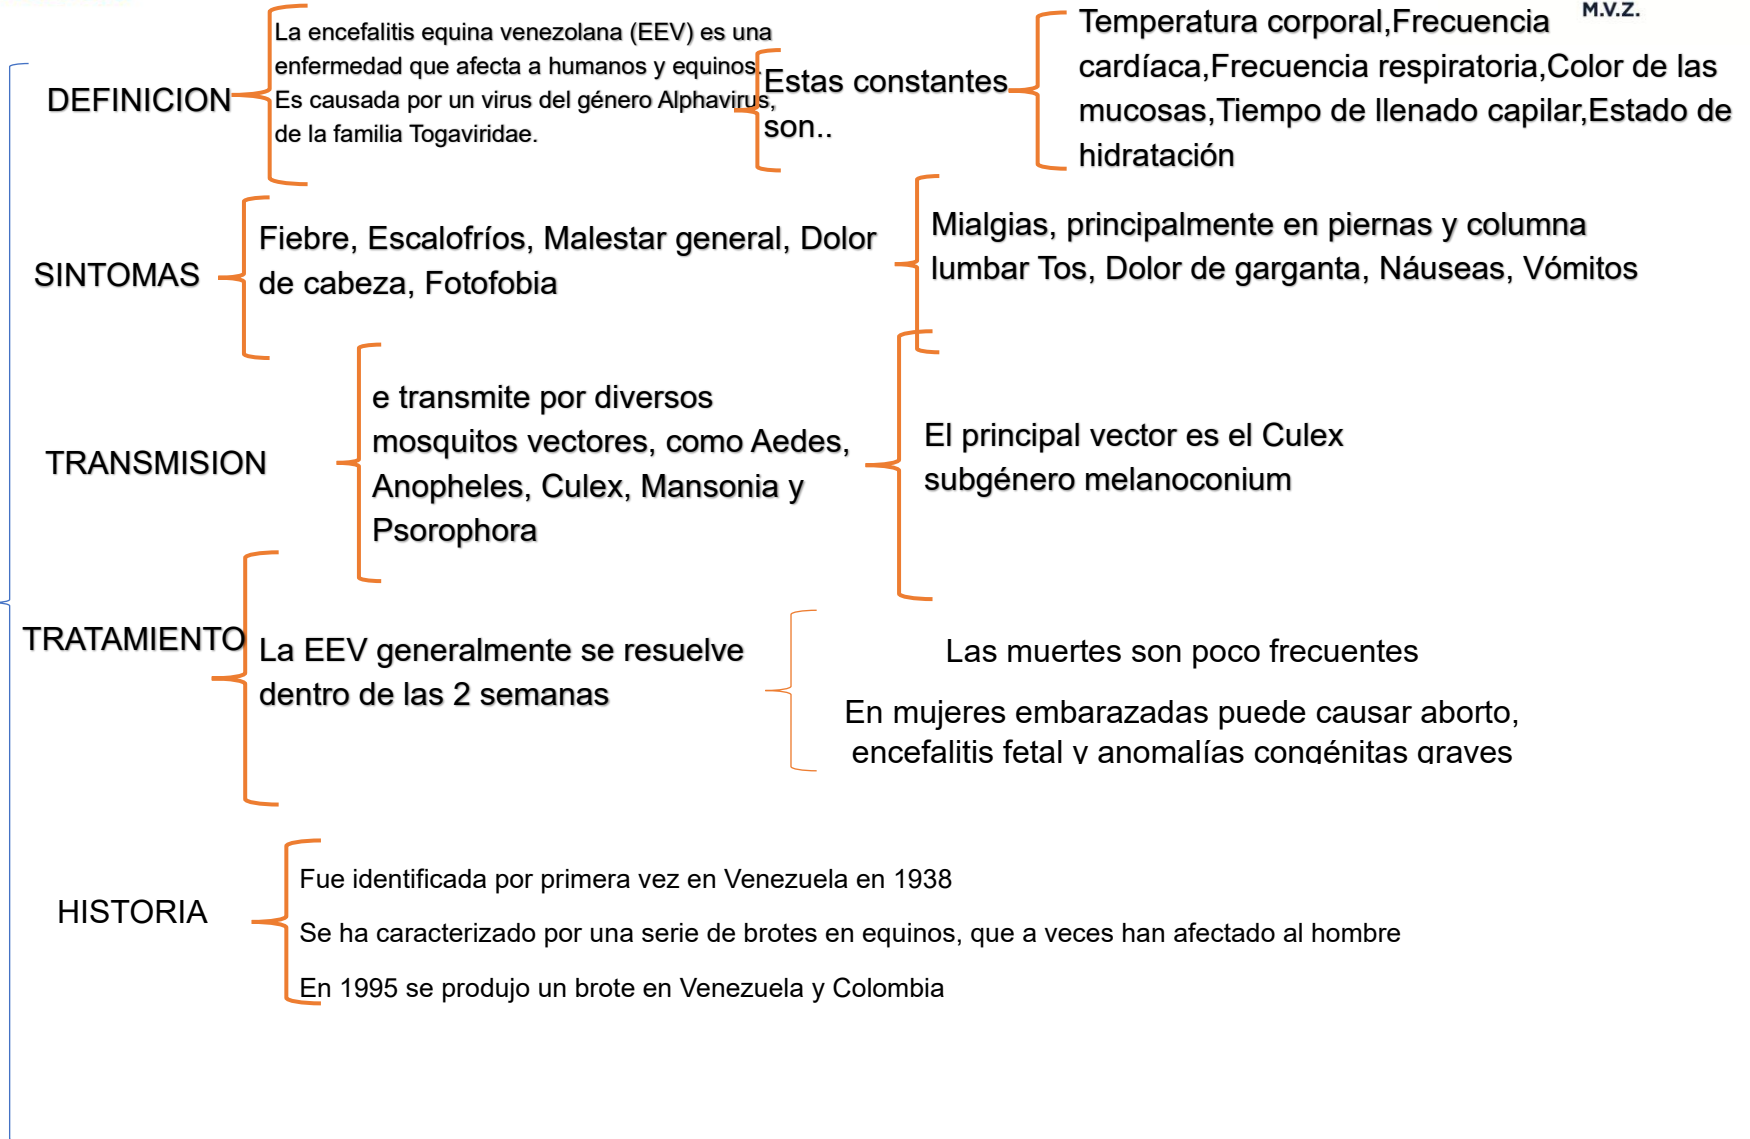 M.V.Z.
DEFINICION
La encefalitis equina venezolana (EEV) es una
enfermedad que afecta a humanos y equinos.
Es causada por un virus del género Alphavirus,
de la familia Togaviridae.
Estas constantes
son..
Temperatura corporal,Frecuencia
cardíaca,Frecuencia respiratoria,Color de las
mucosas,Tiempo de llenado capilar,Estado de
hidratación
SINTOMAS
Fiebre, Escalofríos, Malestar general, Dolor
de cabeza, Fotofobia
Mialgias, principalmente en piernas y columna
lumbar Tos, Dolor de garganta, Náuseas, Vómitos
TRANSMISION
e transmite por diversos
mosquitos vectores, como Aedes,
Anopheles, Culex, Mansonia y
Psorophora
El principal vector es el Culex
subgénero melanoconium
TRATAMIENTO
La EEV generalmente se resuelve
dentro de las 2 semanas
Las muertes son poco frecuentes
En mujeres embarazadas puede causar aborto,
encefalitis fetal y anomalías congénitas graves
HISTORIA
Fue identificada por primera vez en Venezuela en 1938
Se ha caracterizado por una serie de brotes en equinos, que a veces han afectado al hombre
En 1995 se produjo un brote en Venezuela y Colombia